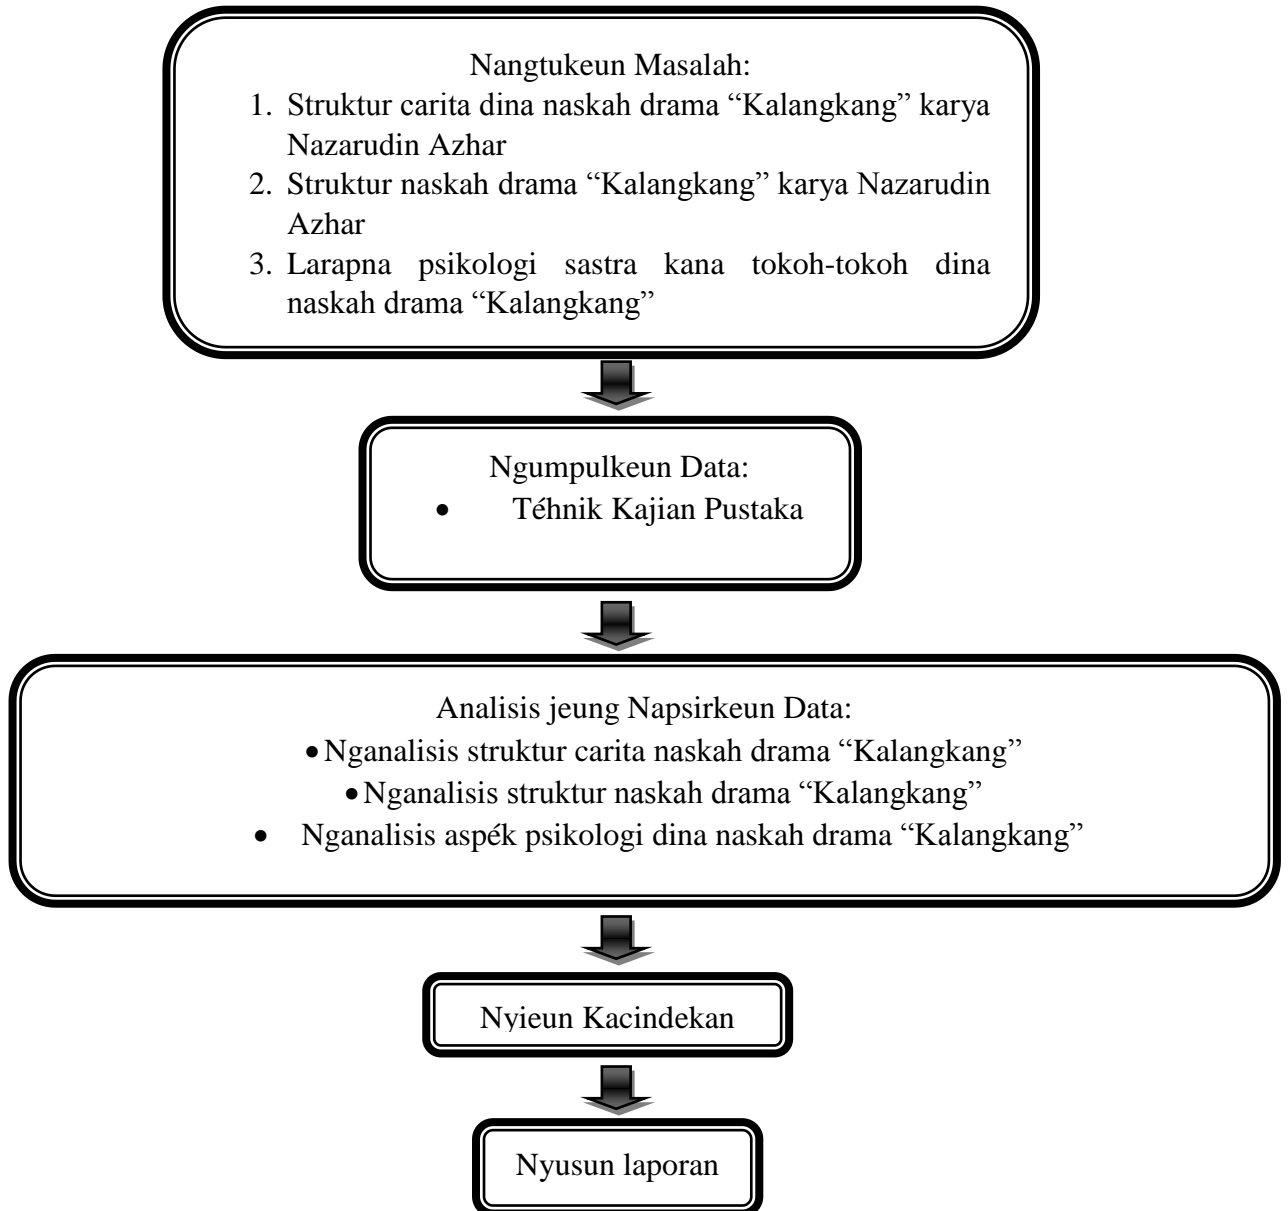 Nangtukeun Masalah:
1. Struktur carita dina naskah drama “Kalangkang” karya
Nazarudin Azhar
2. Struktur naskah drama “Kalangkang” karya Nazarudin
Azhar
3. Larapna psikologi sastra kana tokoh-tokoh dina
naskah drama “Kalangkang”
Ngumpulkeun Data:
• Téhnik Kajian Pustaka
Analisis jeung Napsirkeun Data:
• Nganalisis struktur carita naskah drama “Kalangkang”
• Nganalisis struktur naskah drama “Kalangkang”
• Nganalisis aspék psikologi dina naskah drama “Kalangkang”
Nyieun Kacindekan
Nyusun laporan